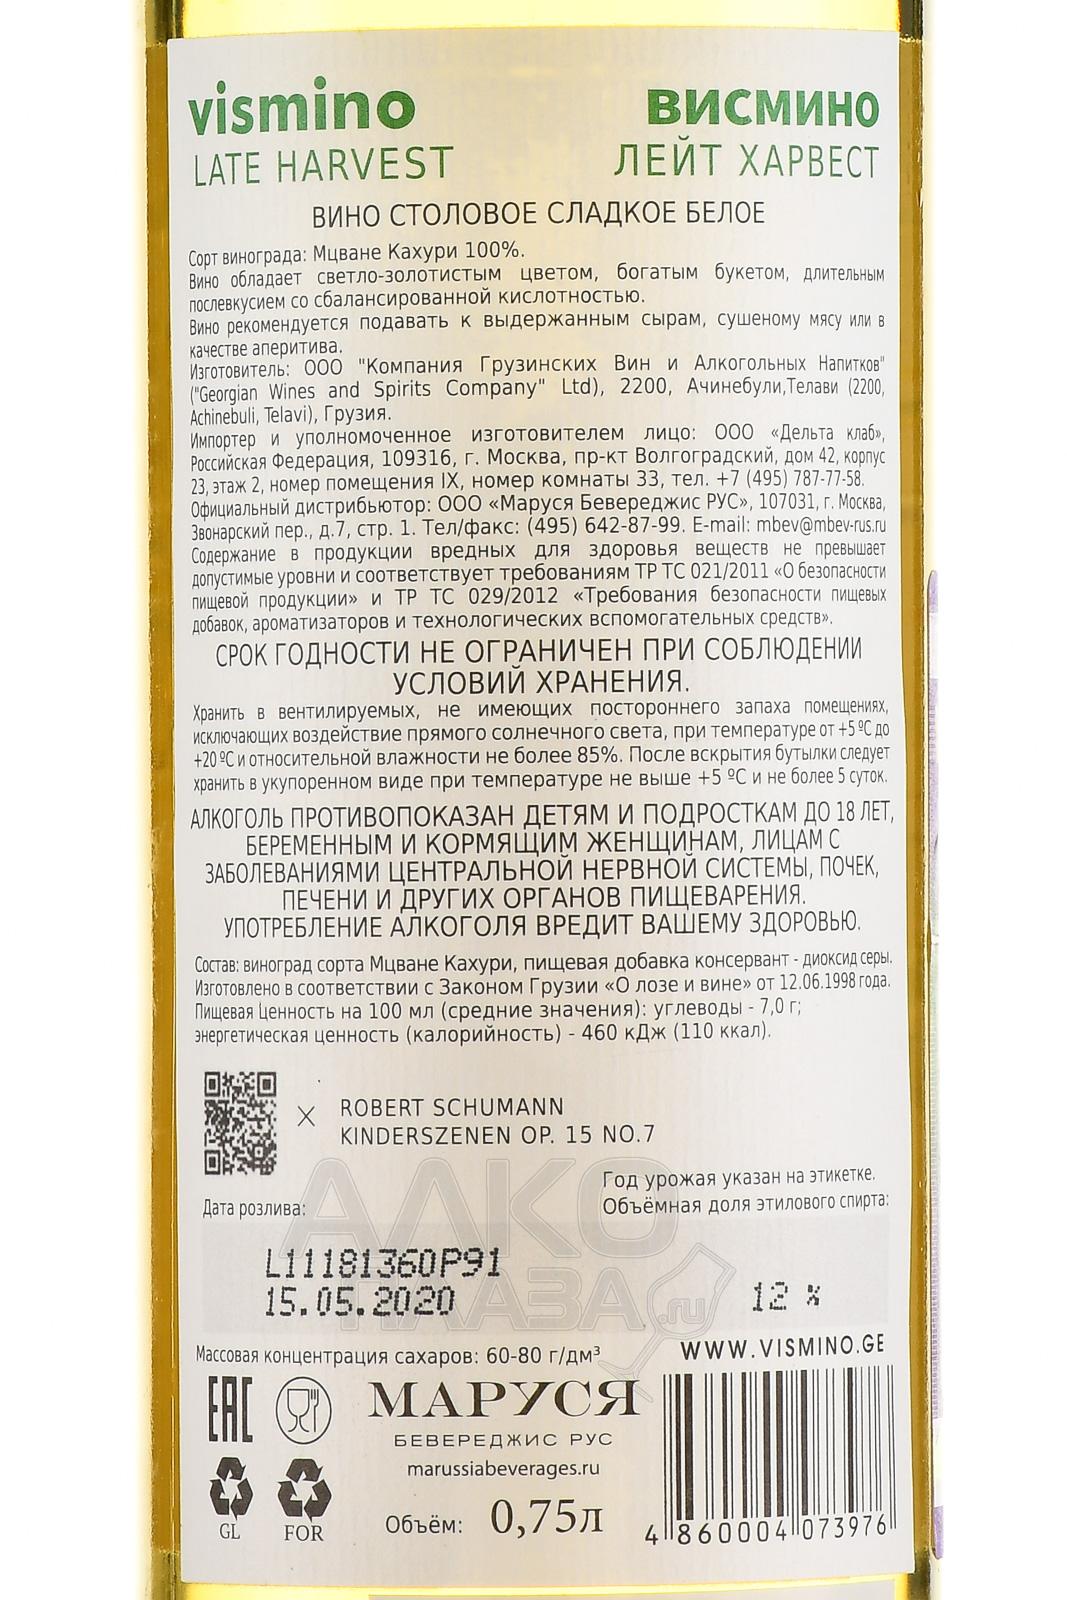 vismino ВИСМИНО
LATE HARVEST ЛЕЙТ ХАРВЕСТ
ВИНО СТОЛОВОЕ СЛАДКОЕ БЕЛОЕ
Сорт винограда: Мцване Кахури 100%.
Вино обладает светло-золотистым цветом, богатым букетом, длительным
послевкусием со сбалансированной кислотностью.
Вино рекомендуется подавать к выдержанным сырам, сушеному мясу или в
качестве аперитива.
Изготовитель: ООО "Компания Грузинских Вин и Алкогольных Напитков"
("Georgian Wines and Spirits Company" Ltd), 2200, Ачинебули,Телави (2200,
Achinebuli, Telavi), Грузия.
Импортер и уполномоченное изготовителем лицо: ООО «Дельта клаб»,
Российская Федерация, 109316, г. Москва, пр-кт Волгоградский, дом 42, корпус
23, этаж 2, номер помещения IX, номер комнаты 33, тел. +7 (495) 787-77-58.
Официальный дистрибьютор: ООО «Маруся Бевереджис РУС», 107031, г. Москва,
Звонарский пер., д.7, стр. 1. Тел/факс: (495) 642-87-99. E-mail: mbev@mbev-rus.ru
Содержание в продукции вредных для здоровья веществ не превышает
допустимые уровни и соответствует требованиям ТР ТС 021/2011 «О безопасности
пищевой продукции» и ТР ТС 029/2012 «Требования безопасности пищевых
добавок, ароматизаторов и технологических вспомогательных средств».
СРОК ГОДНОСТИ НЕ ОГРАНИЧЕН ПРИ СОБЛЮДЕНИИ
УСЛОВИЙ ХРАНЕНИЯ.
Хранить в вентилируемых, не имеющих постороннего запаха помещениях,
исключающих воздействие прямого солнечного света, при температуре от +5 ºС до
+20 ºС и относительной влажности не более 85%. После вскрытия бутылки следует
хранить в укупоренном виде при температуре не выше +5 ºС и не более 5 суток.
АЛКОГОЛЬ ПРОТИВОПОКАЗАН ДЕТЯМ И ПОДРОСТКАМ ДО 18 ЛЕТ,
БЕРЕМЕННЫМ И КОРМЯЩИМ ЖЕНЩИНАМ, ЛИЦАМ С
ЗАБОЛЕВАНИЯМИ ЦЕНТРАЛЬНОЙ НЕРВНОЙ СИСТЕМЫ, ПОЧЕК,
ПЕЧЕНИ И ДРУГИХ ОРГАНОВ ПИЩЕВАРЕНИЯ.
УПОТРЕБЛЕНИЕ АЛКОГОЛЯ ВРЕДИТ ВАШЕМУ ЗДОРОВЬЮ.
Состав: виноград сорта Мцване Кахури, пищевая добавка консервант - диоксид серы.
Изготовлено в соответствии с Законом Грузии «О лозе и вине» от 12.06.1998 года.
Пищевая Ценность на 100 мл (средние значения): углеводы - 7,0 г;
энергетическая ценность (калорийность) - 460 кДж (110 ккал).
ROBERT SCHUMANN
KINDERSZENEN OP. 15 NO.7
Год урожая указан на этикетке.
Дата розлива: Объёмная доля этилового спирта:
АЛКО
ПЛАЗА.ru
L11181360P91
15.05.2020 12 %
Массовая концентрация сахаров: 60-80 г/дм³ WWW.VISMINO.GE
EAC
МАРУСЯ
БЕВЕРЕДЖИС РУС
marussiabeverages.ru
GL FOR Объём: 0,75л
4 860004 073976